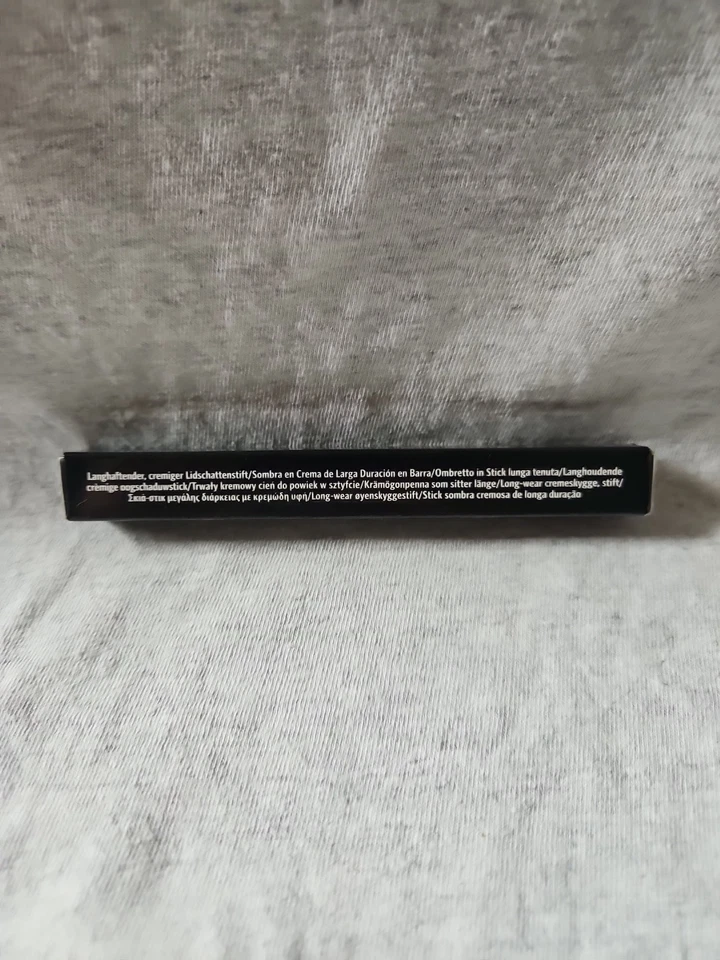 Langhaftender, cremiger Lidschattenstift/Sombra en Crema de Larga Duración en Barra/Ombretto in Stick lunga tenuta/Langhoudende
crèmige oogschaduwstick/Trwały kremowy cień do powiek w sztyfcie/Krämögonpenna som sitter länge/Long-wear cremeskygge, stift/
Σκιά-στικ μεγάλης διάρκειας με κρεμώδη υφή/Long-wear øyenskyggestift/Stick sombra cremosa de longa duração